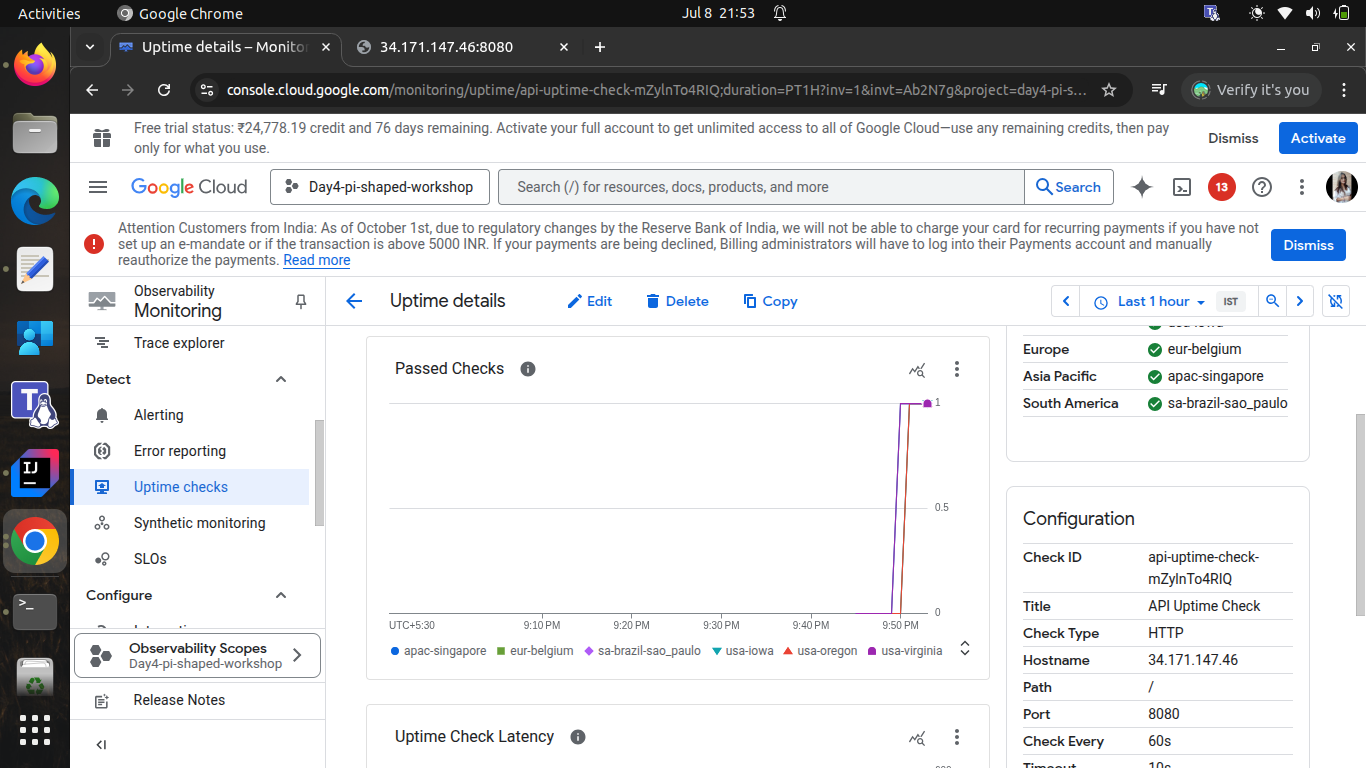 Activities
Google Chrome
Jul 8 21:53
Uptime details – Monitor
34.171.147.46:8080
console.cloud.google.com/monitoring/uptime/api-uptime-check-mZylnTo4RIQ;duration=PT1H?inv=1&invt=Ab2N7g&project=day4-pi-s...
Verify it's you
Free trial status: ₹24,778.19 credit and 76 days remaining. Activate your full account to get unlimited access to all of Google Cloud—use any remaining credits, then pay
only for what you use.
Dismiss
Activate
Google Cloud
Day4-pi-shaped-workshop
Search (/) for resources, docs, products, and more
Search
13
Attention Customers from India: As of October 1st, due to regulatory changes by the Reserve Bank of India, we will not be able to charge your card for recurring payments if you have not
set up an e-mandate or if the transaction is above 5000 INR. If your payments are being declined, Billing administrators will have to log into their Payments account and manually
reauthorize the payments. Read more
Dismiss
Observability
Monitoring
Trace explorer
Detect
Alerting
Error reporting
Uptime checks
Synthetic monitoring
SLOs
Configure
Observability Scopes
Day4-pi-shaped-workshop
Release Notes
Uptime details
Edit
Delete
Copy
Last 1 hour
IST
Passed Checks
1
0.5
0
UTC+5:30
9:10 PM
9:20 PM
9:30 PM
9:40 PM
9:50 PM
apac-singapore
eur-belgium
sa-brazil-sao_paulo
usa-iowa
usa-oregon
usa-virginia
Uptime Check Latency
Europe eur-belgium
Asia Pacific apac-singapore
South America sa-brazil-sao_paulo
Configuration
Check ID api-uptime-check-
mZylnTo4RIQ
Title API Uptime Check
Check Type HTTP
Hostname 34.171.147.46
Path /
Port 8080
Check Every 60s
Timeout 10s